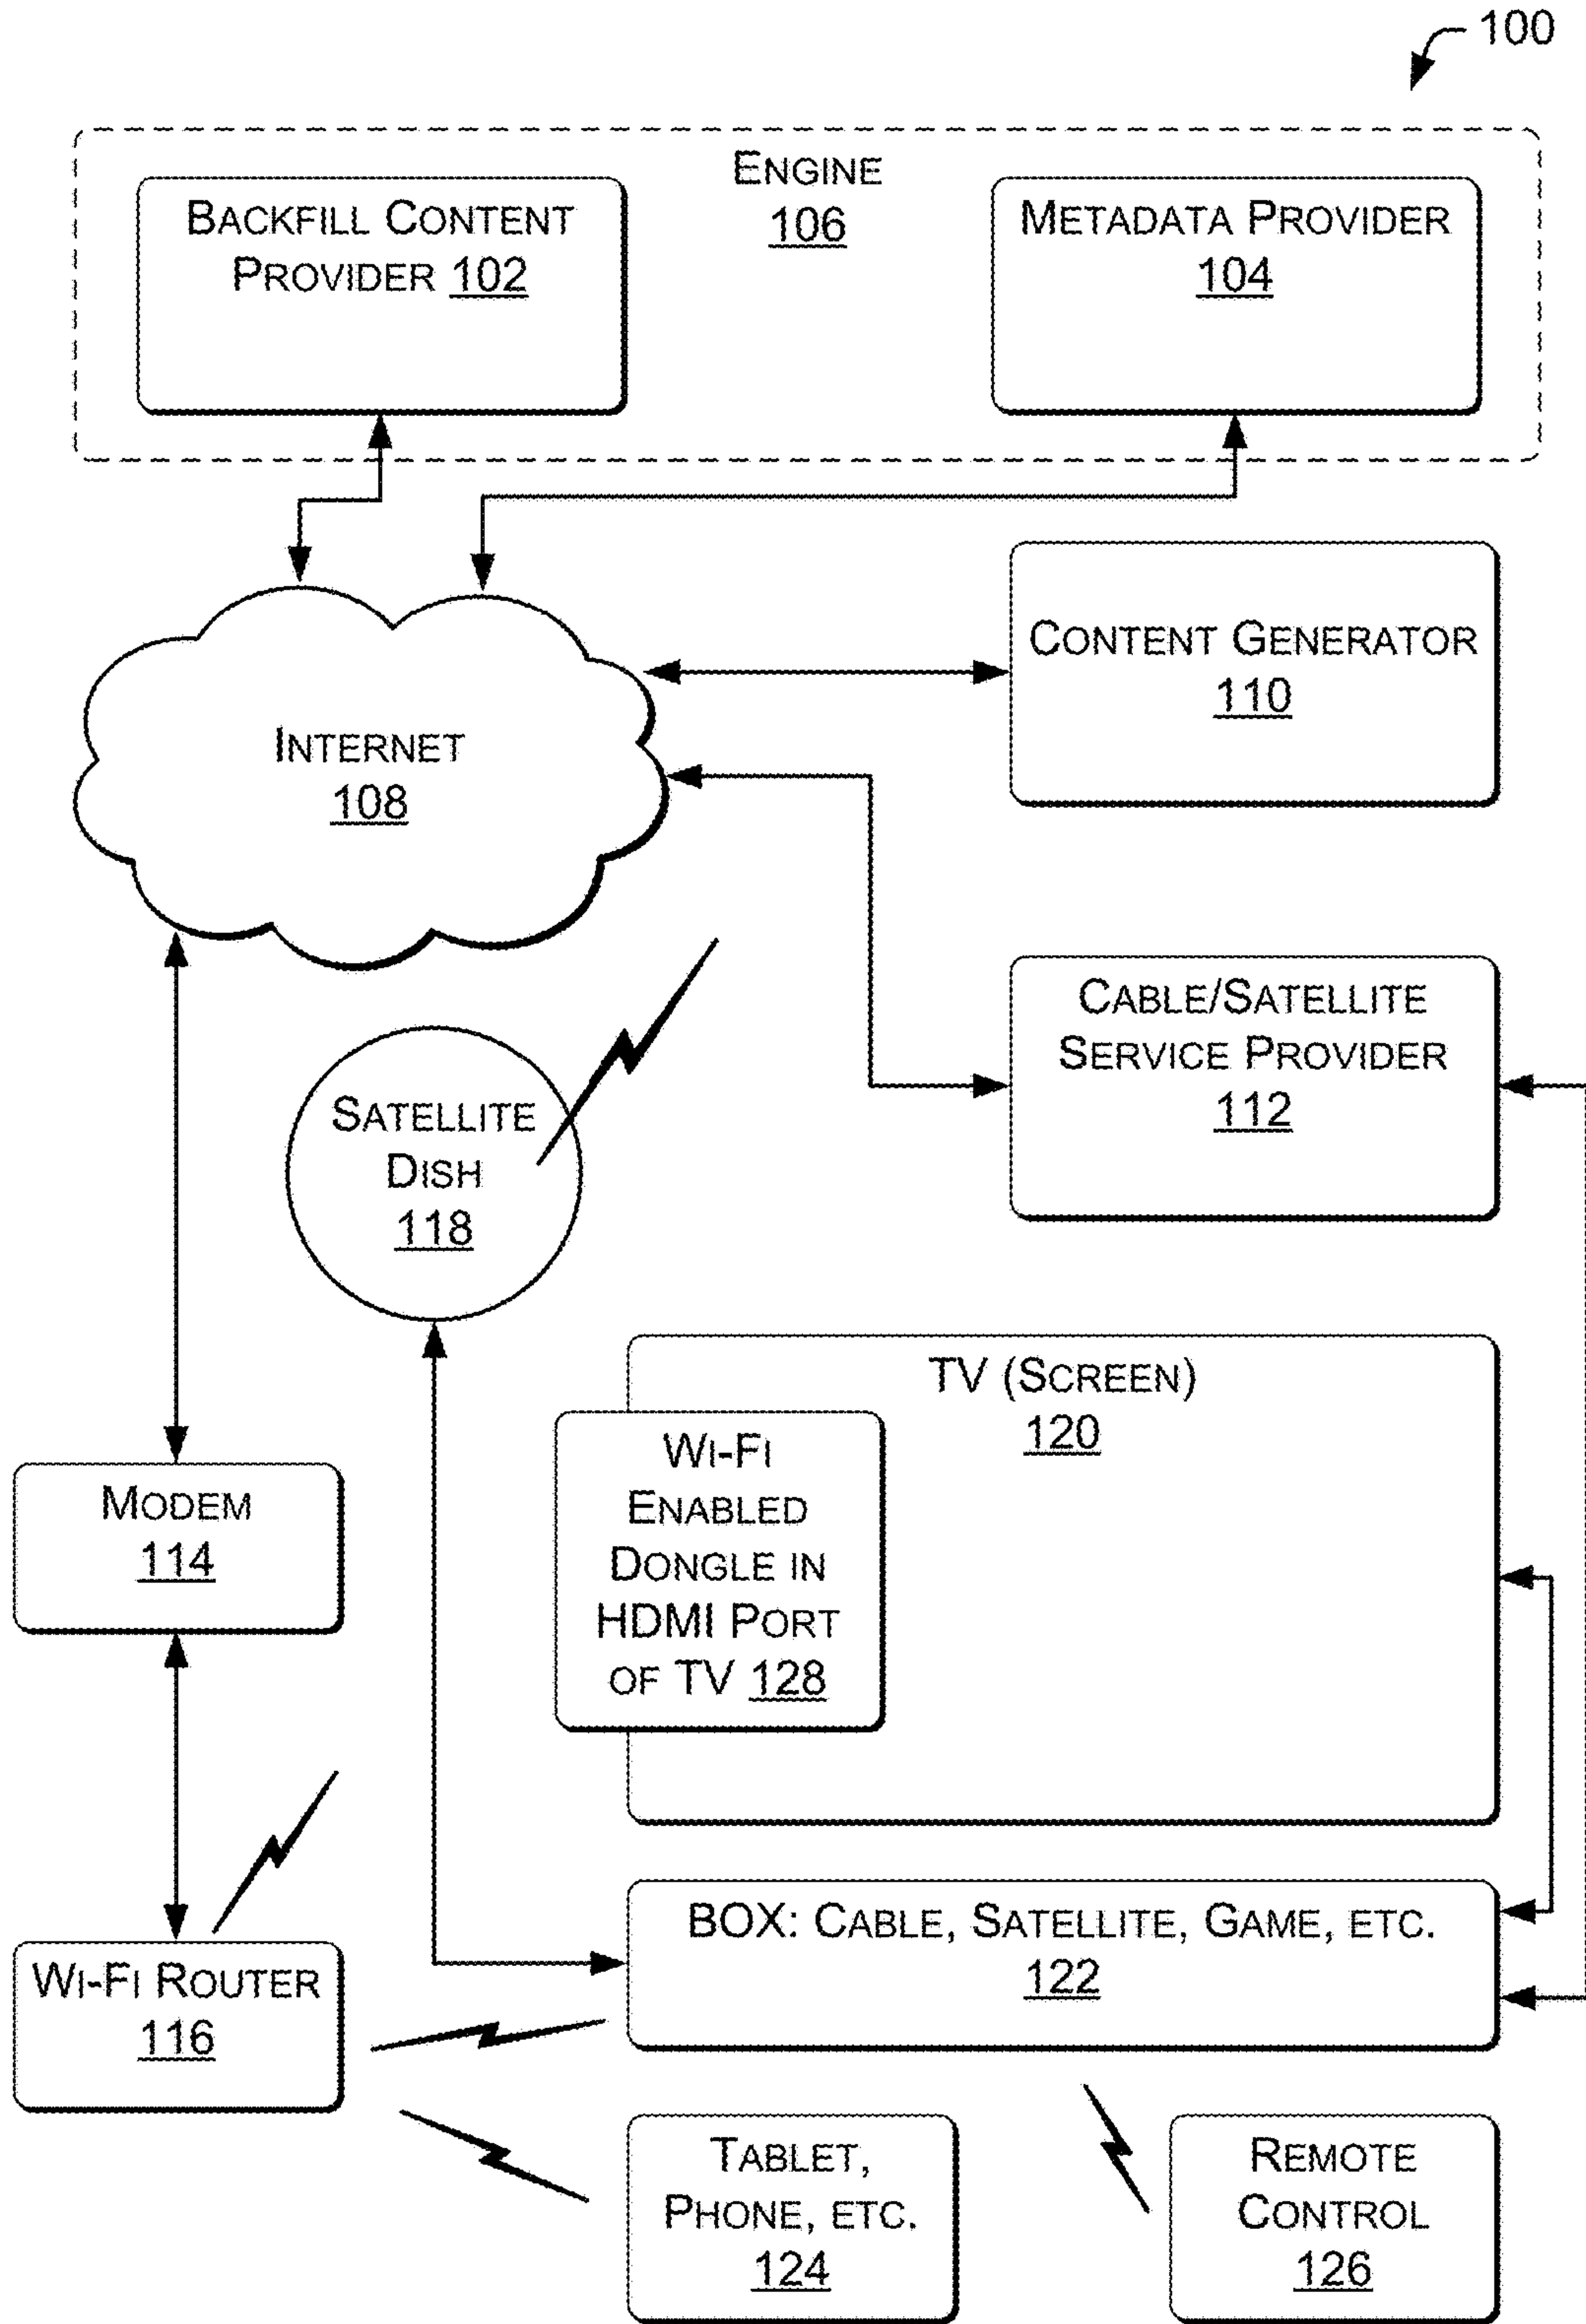 100
Engine
106
Backfill Content
Provider 102
Metadata Provider
104
Content Generator
110
Internet
108
Cable/Satellite
Service Provider
112
Satellite
Dish
118
TV (Screen)
120
Wi-Fi
Enabled
Dongle in
HDMI Port
of TV 128
Modem
114
BOX: Cable, Satellite, Game, etc.
122
Wi-Fi Router
116
Tablet,
Phone, etc.
124
Remote
Control
126